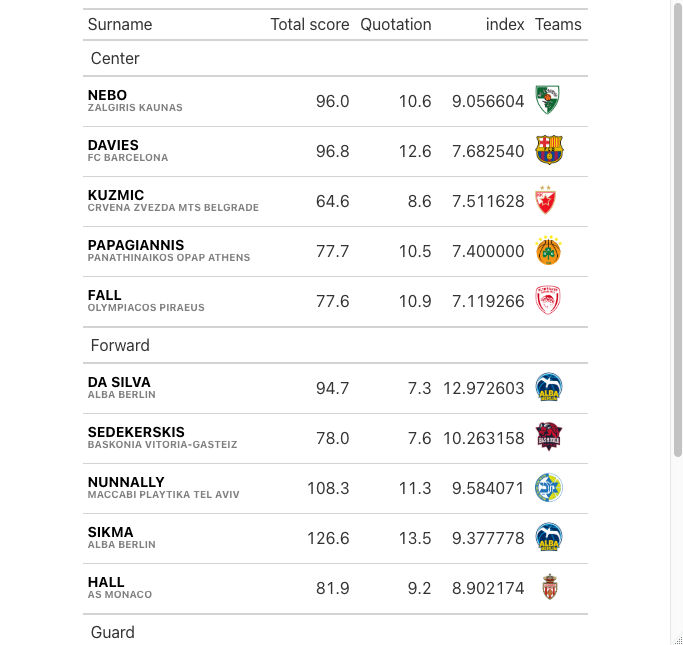 Surname Total score Quotation index Teams
Center
NEBO 96.0 10.6 9.056604
ZALGIRIS KAUNAS
DAVIES 96.8 12.6 7.682540
FC BARCELONA
KUZMIC 64.6 8.6 7.511628
CRVENA ZVEZDA MTS BELGRADE
PAPAGIANNIS 77.7 10.5 7.400000
PANATHINAIKOS OPAP ATHENS
FALL 77.6 10.9 7.119266
OLYMPIACOS PIRAEUS
Forward
DA SILVA 94.7 7.3 12.972603
ALBA BERLIN
SEDEKERSKIS 78.0 7.6 10.263158
BASKONIA VITORIA-GASTEIZ
NUNNALLY 108.3 11.3 9.584071
MACCABI PLAYTIKA TEL AVIV
SIKMA 126.6 13.5 9.377778
ALBA BERLIN
HALL 81.9 9.2 8.902174
AS MONACO
Guard